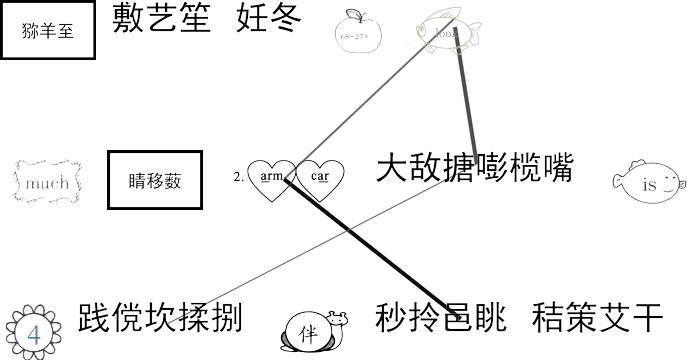 猕羊至
敷艺笙 妊冬
68-27=
look
much
睛移薮
2. arm car
大敌搪嘭榄嘴
is
4
践傥坎揉捌
伴
秒拎邑眺 秸策艾干